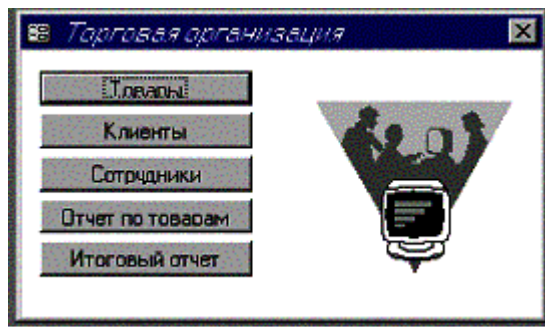 Торговая организация
Товары
Клиенты
Сотрудники
Отчет по товарам
Итоговый отчет